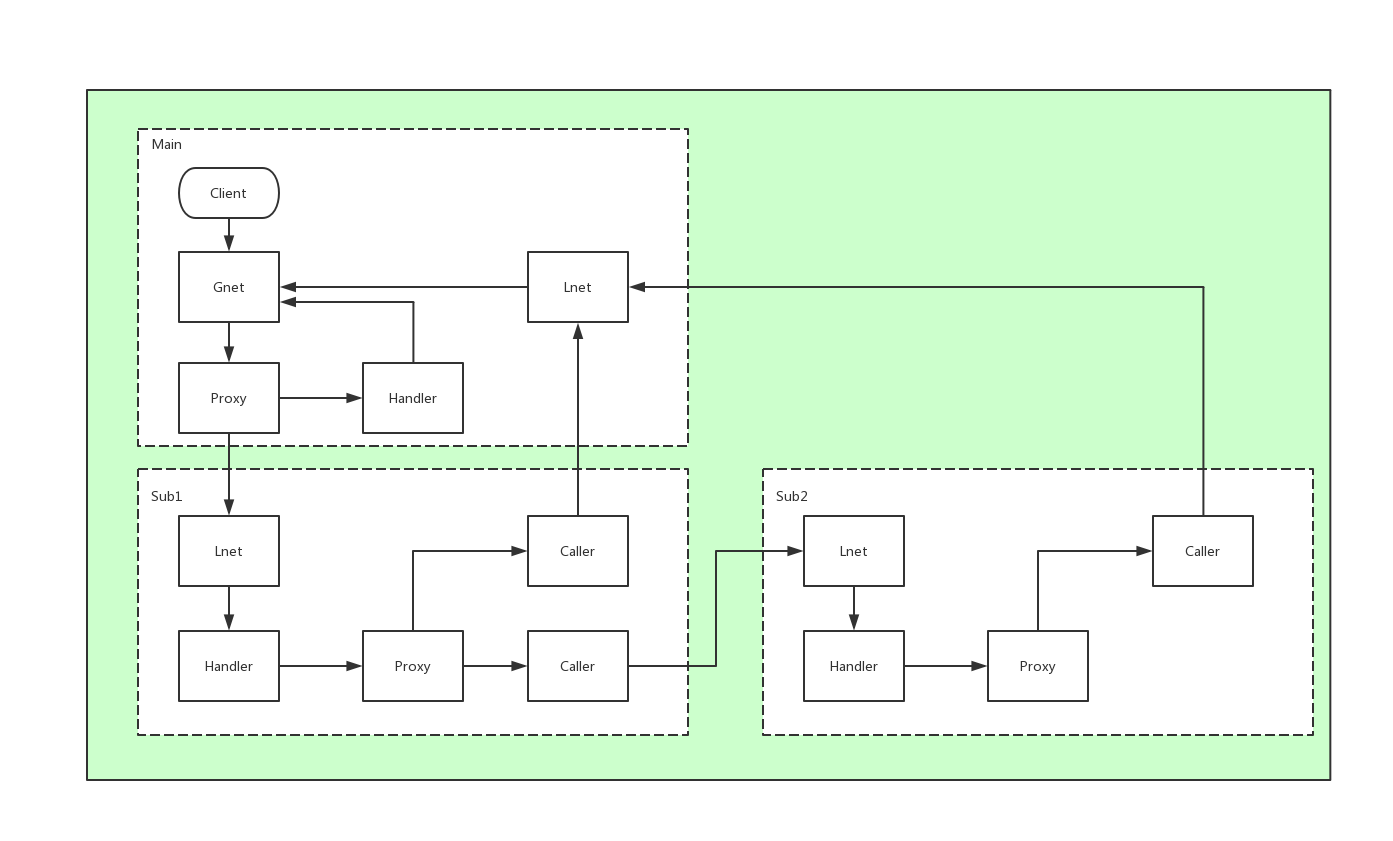 Main
Client
Gnet
Lnet
Proxy
Handler
Sub1
Lnet
Caller
Handler
Proxy
Caller
Sub2
Lnet
Caller
Handler
Proxy